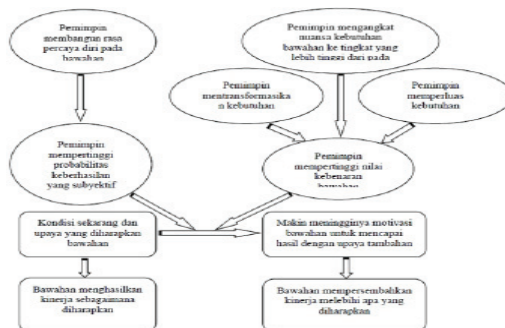 Pemimpin
membangun rasa
percaya diri pada
bawahan
Pemimpin mengangkat
nuansa kebutuhan
bawahan ke tingkat yang
lebih tinggi dari pada
Pemimpin
mentransformasika
n kebutuhan
Pemimpin
memperluas
kebutuhan
Pemimpin
mempertinggi
probabilitas
keberhasilan
yang subyektif
Pemimpin
mempertinggi nilai
kebenaran
bawahan
Kondisi sekarang dan
upaya yang diharapkan
bawahan
Makin meningginya motivasi
bawahan untuk mencapai
hasil dengan upaya tambahan
Bawahan menghasilkan
kinerja sebagaimana
diharapkan
Bawahan mempersembahkan
kinerja melebihi apa yang
diharapkan